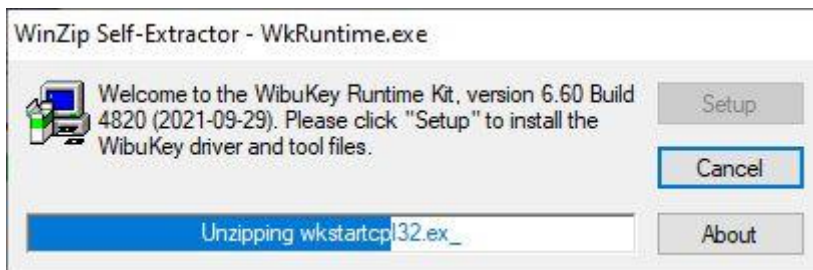 WinZip Self-Extractor - WkRuntime.exe
Welcome to the WibuKey Runtime Kit, version 6.60 Build
4820 (2021-09-29). Please click "Setup" to install the
WibuKey driver and tool files.
Setup
Cancel
Unzipping wkstartcpl32.ex_
About